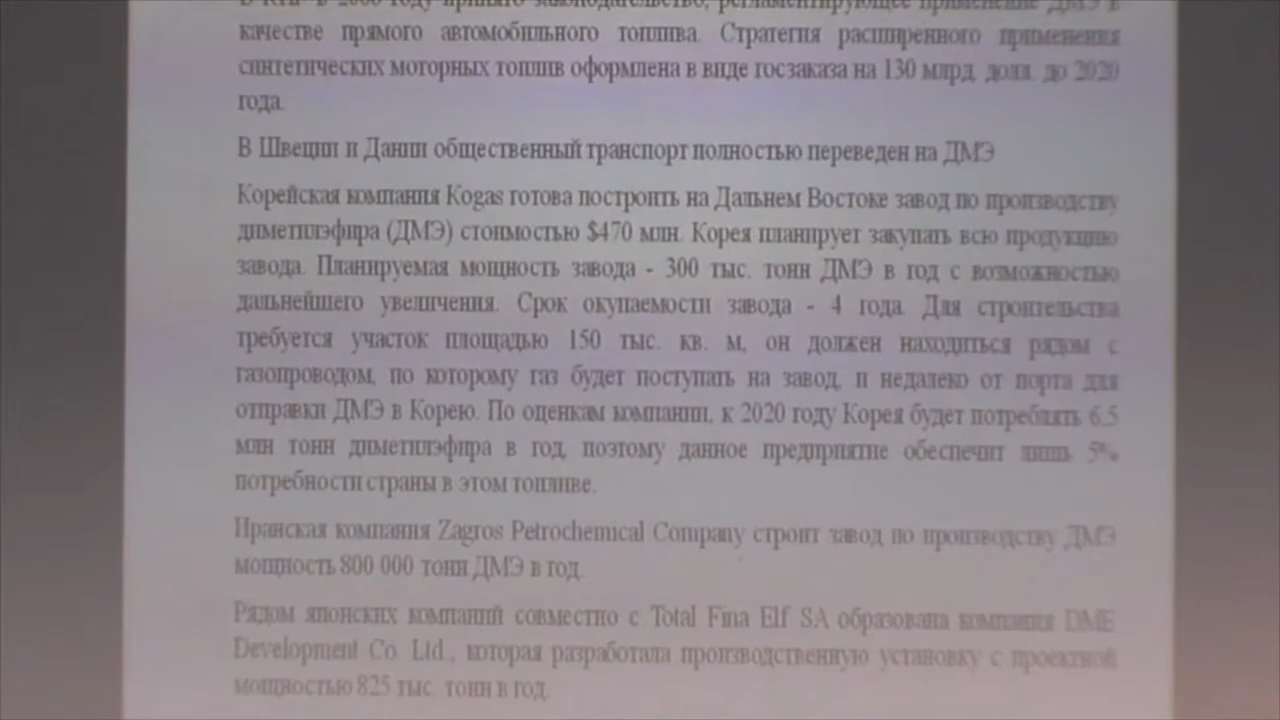 В КНР в 2006 году принято законодательство, регламентирующее применение ДМЭ в
качестве прямого автомобильного топлива. Стратегия расширенного применения
синтетических моторных топлив оформлена в виде госзаказа на 130 млрд. долл. до 2020
года.
В Швеции и Дании общественный транспорт полностью переведен на ДМЭ
Корейская компания Kogas готова построить на Дальнем Востоке завод по производству
диметилэфира (ДМЭ) стоимостью $470 млн. Корея планирует закупать всю продукцию
завода. Планируемая мощность завода - 300 тыс. тонн ДМЭ в год с возможностью
дальнейшего увеличения. Срок окупаемости завода - 4 года. Для строительства
требуется участок площадью 150 тыс. кв. м, он должен находиться рядом с
газопроводом, по которому газ будет поступать на завод, и недалеко от порта для
отправки ДМЭ в Корею. По оценкам компании, к 2020 году Корея будет потреблять 6,5
млн тонн диметилэфира в год, поэтому данное предприятие обеспечит лишь 5%
потребности страны в этом топливе.
Иранская компания Zagros Petrochemical Company строит завод по производству ДМЭ
мощность 800 000 тонн ДМЭ в год.
Рядом японских компаний совместно с Total Fina Elf SA образована компания DME
Development Co. Ltd., которая разработала производственную установку с проектной
мощностью 825 тыс. тонн в год.